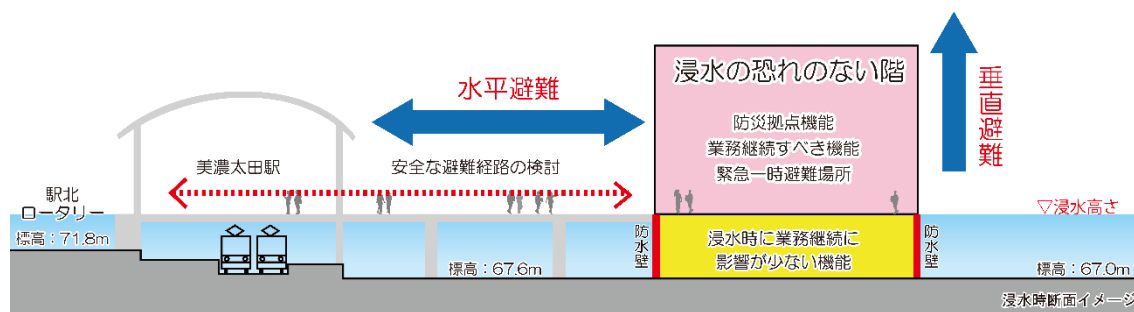 浸水の恐れのない階
水平避難
垂直避難
防災拠点機能
業務継続すべき機能
緊急一時避難場所
美濃太田駅
安全な避難経路の検討
駅北
ロータリー
▽浸水高さ
標高:71.8m
防水壁
浸水時に業務継続に
影響が少ない機能
防水壁
標高:67.6m
標高:67.0m
浸水時断面イメージ